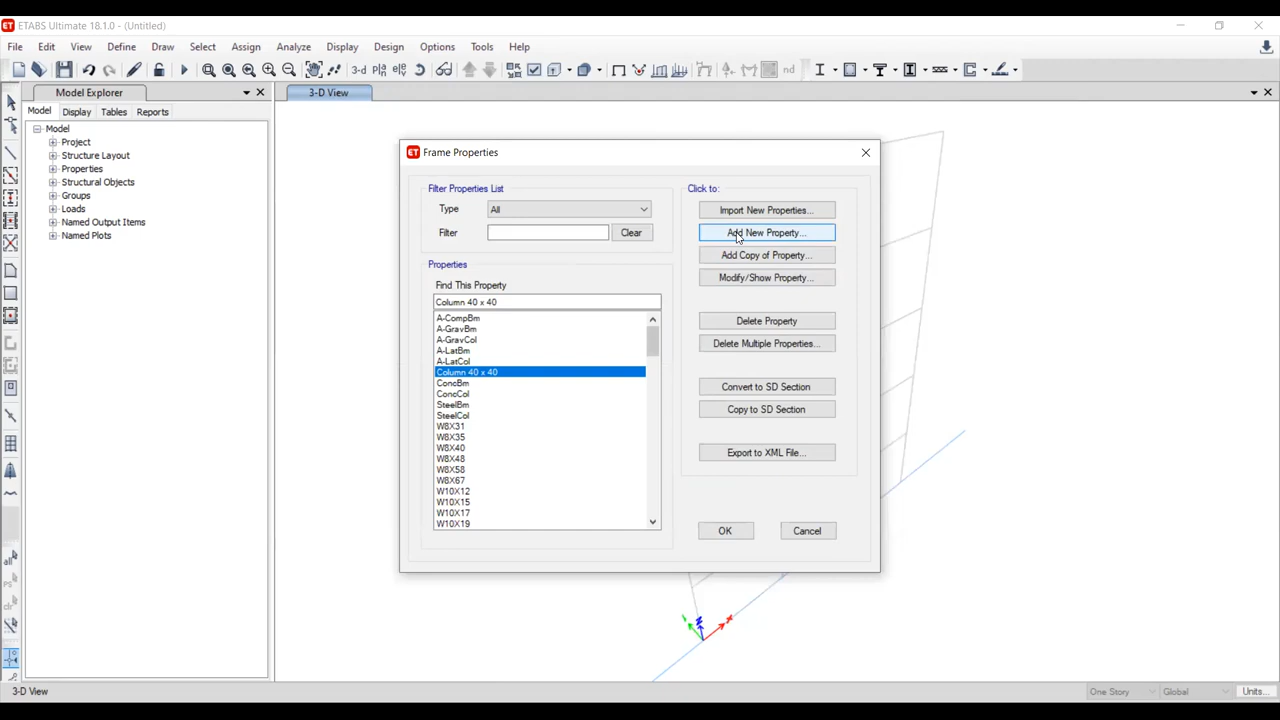 ET ETABS Ultimate 18.1.0 - (Untitled)
File Edit View Define Draw Select Assign Analyze Display Design Options Tools Help
3-d nd
Model Explorer
3-D View
Model Display Tables Reports
Model
Project
Structure Layout
Properties
Structural Objects
Groups
Loads
Named Output Items
Named Plots
ET Frame Properties
Filter Properties List
Type All
Filter Clear
Properties
Find This Property
Column 40 x 40
A-CompBm
A-GravBm
A-GravCol
A-LatBm
A-LatCol
Column 40 x 40
ConcBm
ConcCol
SteelBm
SteelCol
W8X31
W8X35
W8X40
W8X48
W8X58
W8X67
W10X12
W10X15
W10X17
W10X19
Click to:
Import New Properties...
Add New Property...
Add Copy of Property...
Modify/Show Property...
Delete Property
Delete Multiple Properties...
Convert to SD Section
Copy to SD Section
Export to XML File...
OK Cancel
3-D View
One Story Global Units...